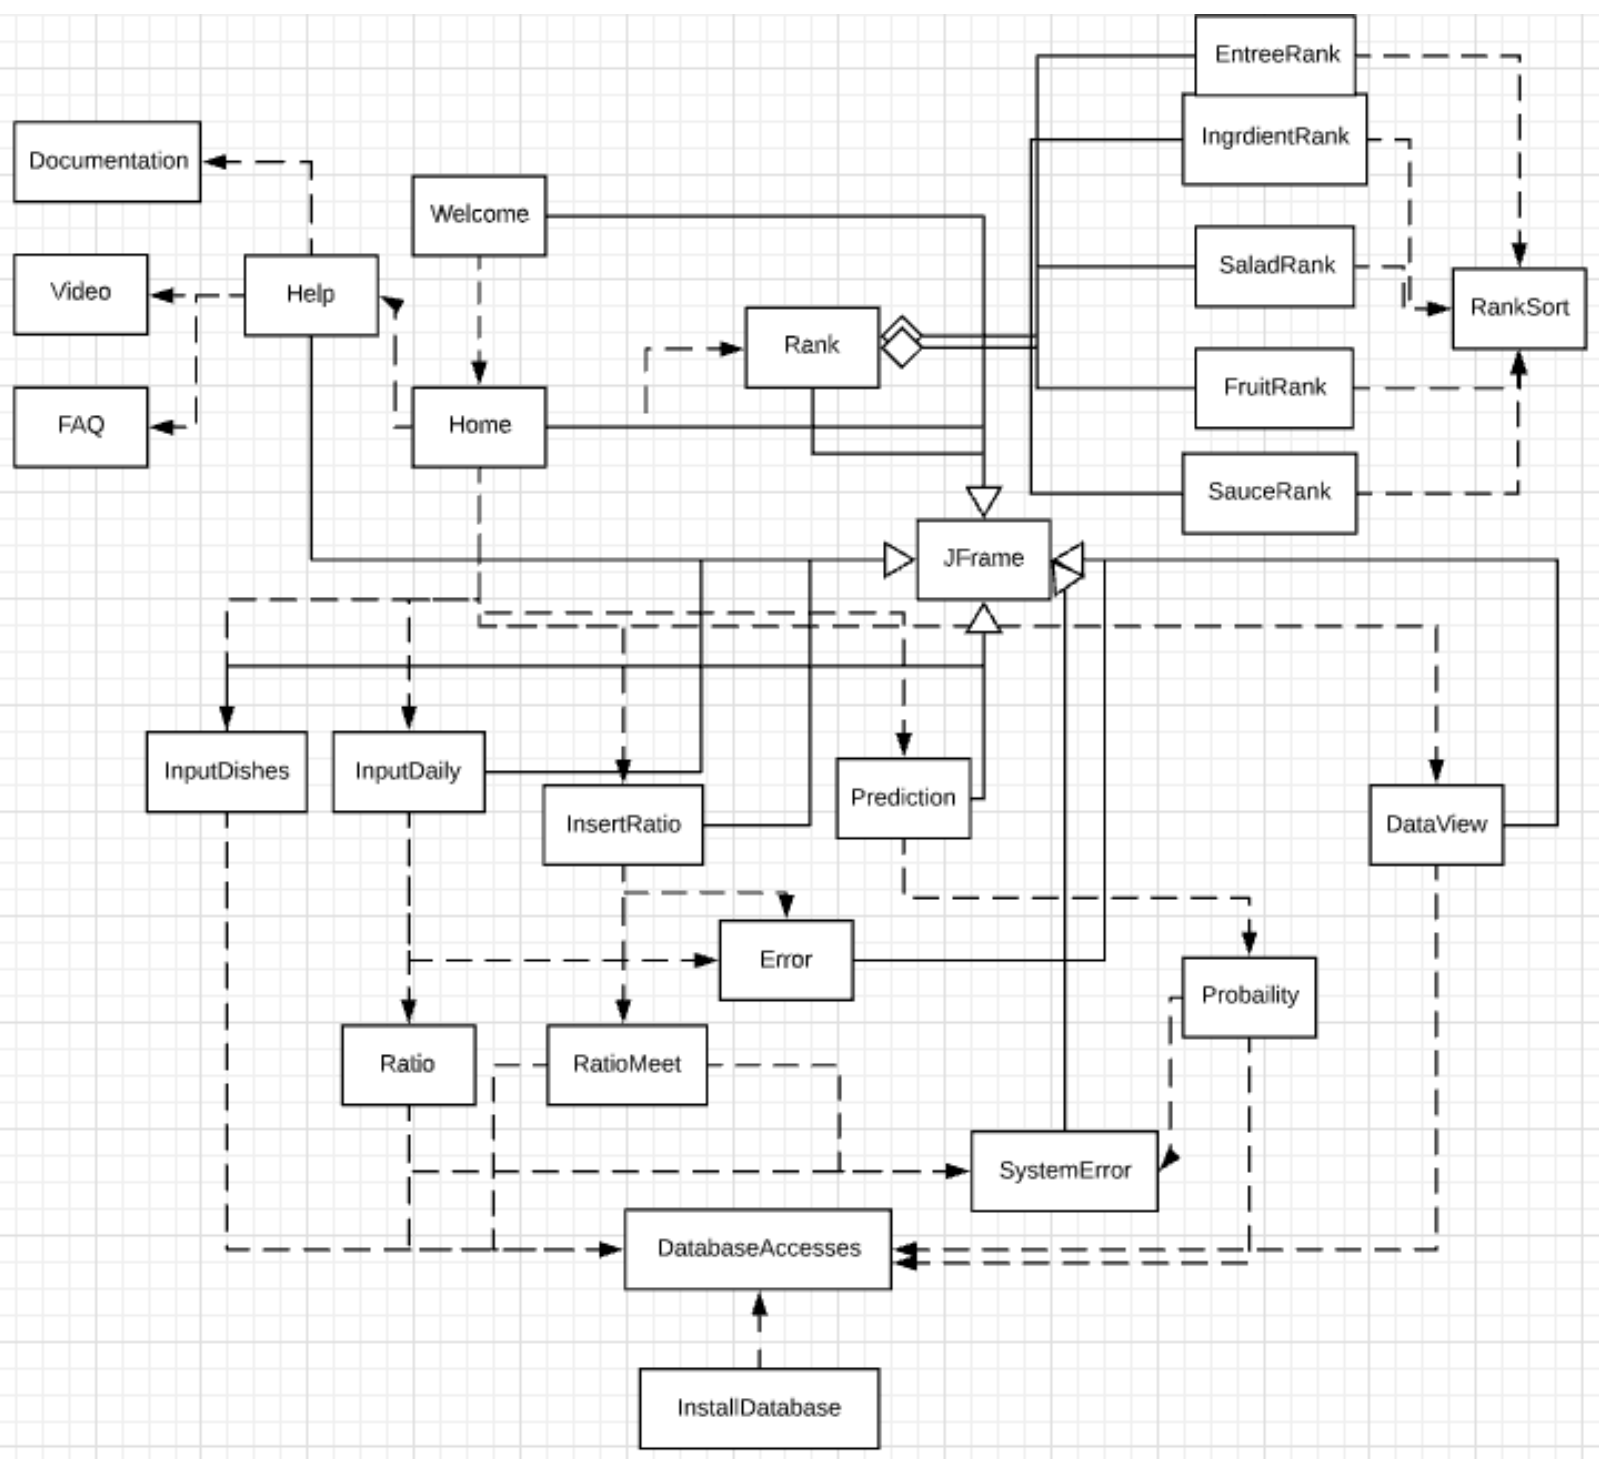 EntreeRank
IngrdientRank
Documentation
Welcome
SaladRank
Video
Help
RankSort
Rank
FruitRank
FAQ
Home
SauceRank
JFrame
InputDishes
InputDaily
Prediction
InsertRatio
DataView
Error
Probaility
Ratio
RatioMeet
SystemError
DatabaseAccesses
InstallDatabase